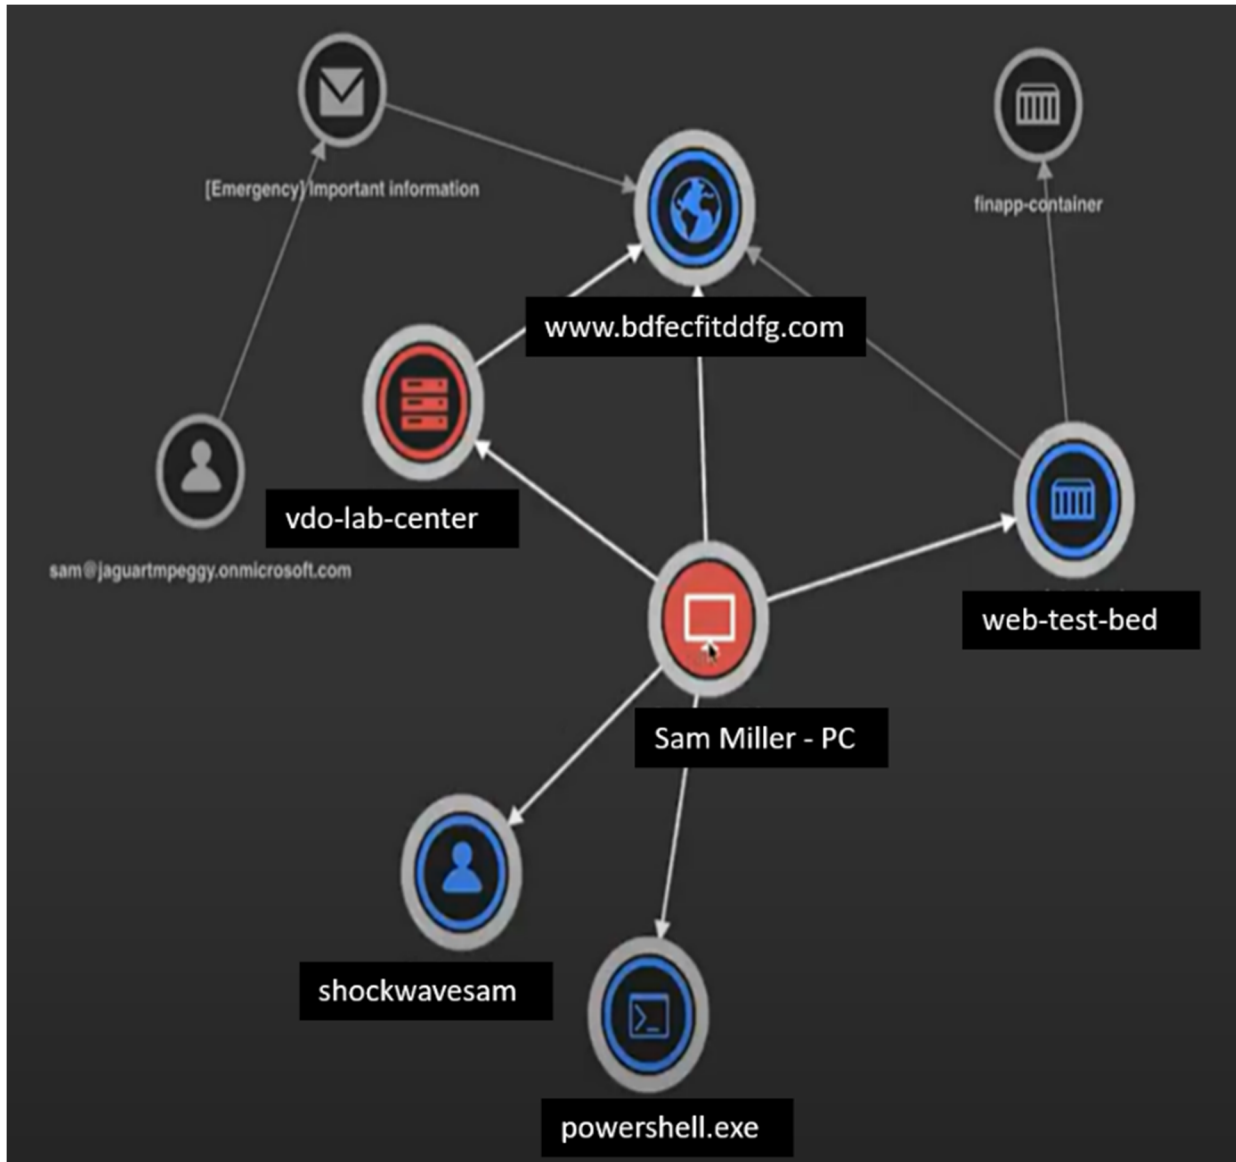 [Emergency] Important information
finapp-container
www.bdfecfitddfg.com
vdo-lab-center
sam@jaguartmpeggy.onmicrosoft.com
web-test-bed
Sam Miller - PC
shockwavesam
powershell.exe